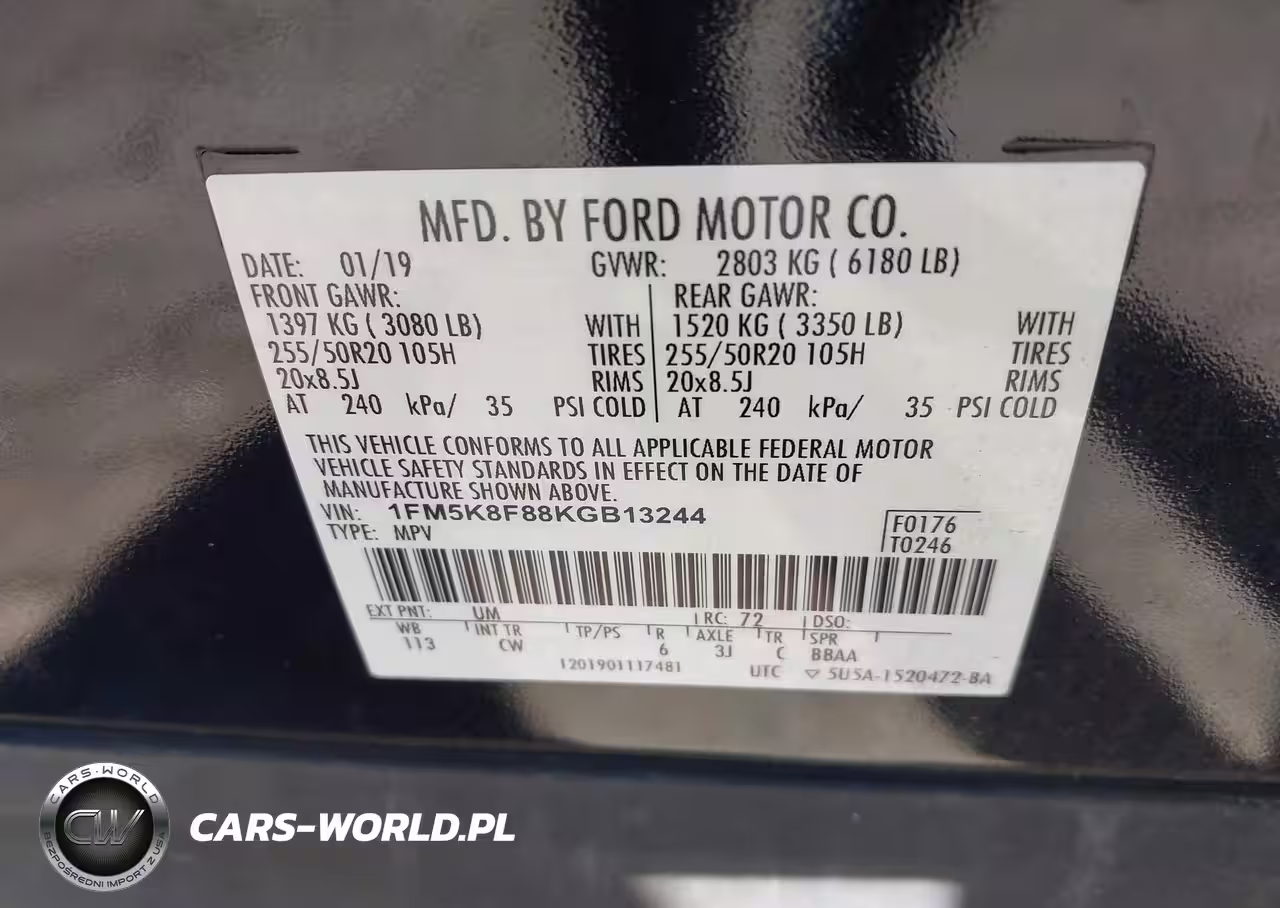 MFD. BY FORD MOTOR CO.
DATE: 01/19 GVWR: 2803 KG ( 6180 LB)
FRONT GAWR: REAR GAWR:
1397 KG ( 3080 LB) WITH 1520 KG ( 3350 LB) WITH
255/50R20 105H TIRES 255/50R20 105H TIRES
20x8.5J RIMS 20x8.5J RIMS
AT 240 kPa/ 35 PSI COLD AT 240 kPa/ 35 PSI COLD
THIS VEHICLE CONFORMS TO ALL APPLICABLE FEDERAL MOTOR
VEHICLE SAFETY STANDARDS IN EFFECT ON THE DATE OF
MANUFACTURE SHOWN ABOVE.
VIN: 1FM5K8F88KGB13244 F0176
TYPE: MPV T0246
EXT PNT: UM RC: 72 DSO:
WB INT TR TP/PS R AXLE TR SPR
113 CW 6 3J C BBAA
1201901117481 UTC ▽ 5U5A-1520472-BA
CARS-WORLD
CW
BEZPOŚREDNI IMPORT Z USA
CARS-WORLD.PL